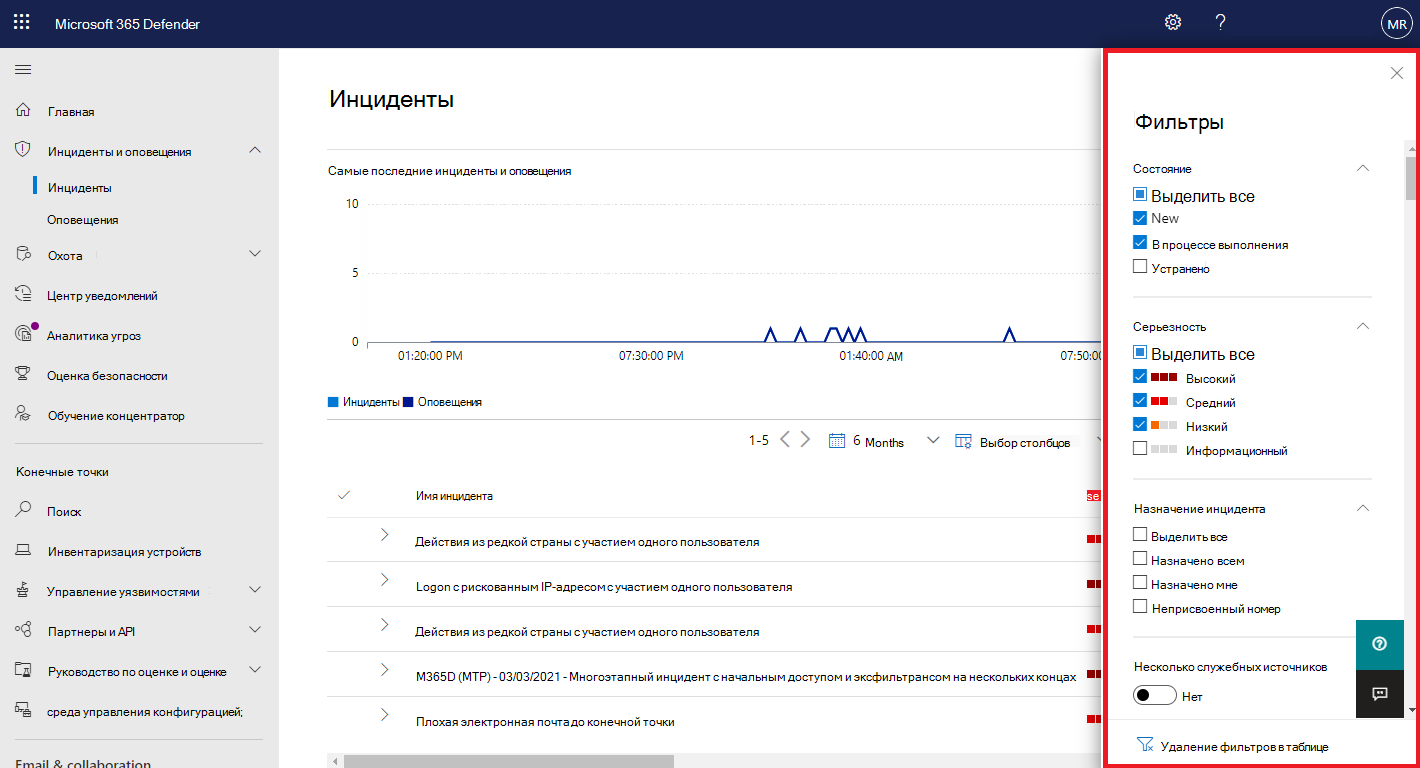 Microsoft 365 Defender
?
MR
Главная
Инциденты и оповещения
Инциденты
Оповещения
Охота
Центр уведомлений
Аналитика угроз
Оценка безопасности
Обучение концентратор
Конечные точки
Поиск
Инвентаризация устройств
Управление уязвимостями
Партнеры и API
Руководство по оценке и оценке
среда управления конфигурацией;
Email & collaboration
Инциденты
Самые последние инциденты и оповещения
10
5
0
01:20:00 PM 07:30:00 PM 01:40:00 AM 07:50:00
Инциденты Оповещения
1-5 6 Months Выбор столбцов
Имя инцидента se
Действия из редкой страны с участием одного пользователя
Logon с рискованным IP-адресом с участием одного пользователя
Действия из редкой страны с участием одного пользователя
M365D (MTP) - 03/03/2021 - Многоэтапный инцидент с начальным доступом и эксфильтрансом на нескольких концах
Плохая электронная почта до конечной точки
Фильтры
Состояние
Выделить все
New
В процессе выполнения
Устранено
Серьезность
Выделить все
Высокий
Средний
Низкий
Информационный
Назначение инцидента
Выделить все
Назначено всем
Назначено мне
Неприсвоенный номер
Несколько служебных источников
Нет
Удаление фильтров в таблице